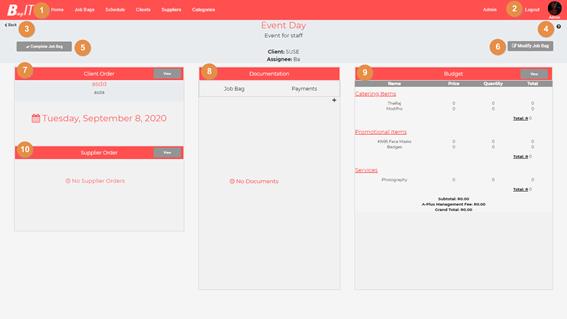 BagIT 1 Home Job Bags Schedule Clients Suppliers Categories Admin 2 Logout
Admin
Back
3
4
Event Day
Event for staff
Client: SUSE
Assignee: Ba
Complete Job Bag
5
6 Modify Job Bag
7 Client Order View
asdd
asda
Tuesday, September 8, 2020
10 Supplier Order View
No Supplier Orders
8 Documentation
Job Bag Payments
+
No Documents
9 Budget View
Items Price Quantity Total
Catering Items
TheRaj 0 0 0
Modifho 0 0 0
Total: R 0
Promotional Items
KN95 Face Masks 0 0 0
Badges 0 0 0
Total: R 0
Services
Photography 0 0 0
Total: R 0
Subtotal: R0.00
A-Plus Management Fee: R0.00
Grand Total: R0.00